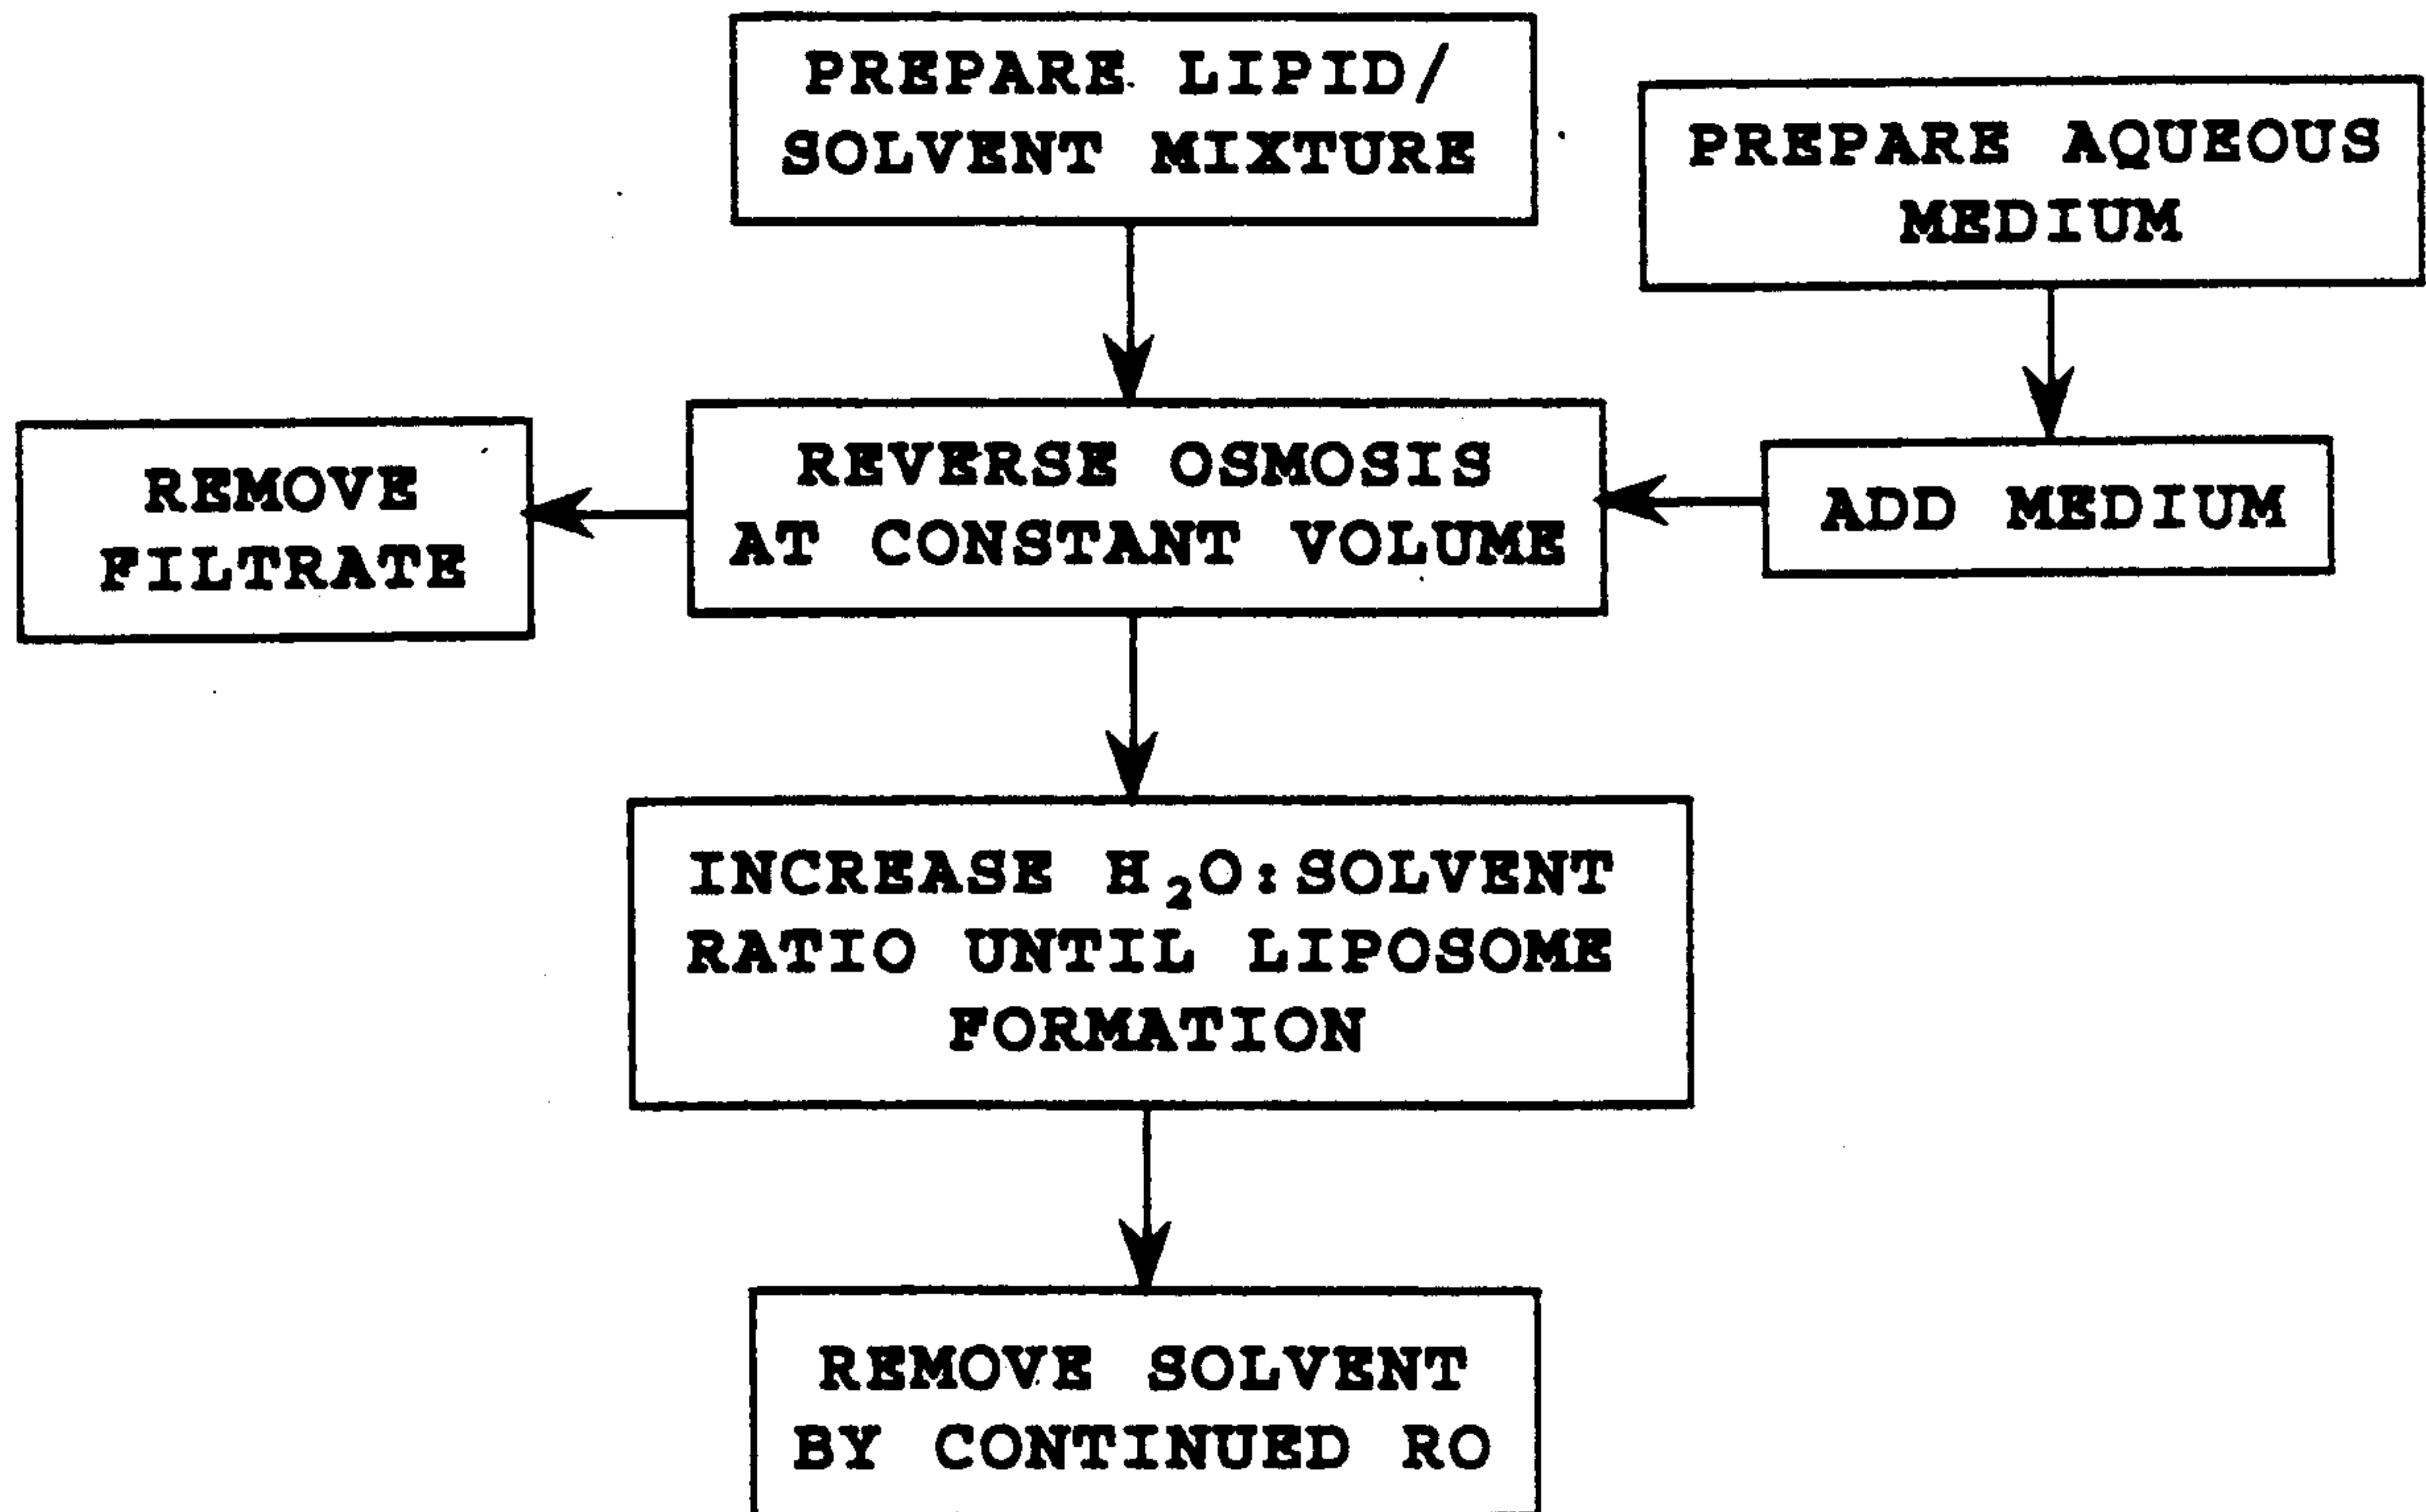 PREPARE LIPID/
SOLVENT MIXTURE
PREPARE AQUEOUS
MEDIUM
REMOVE
FILTRATE
REVERSE OSMOSIS
AT CONSTANT VOLUME
ADD MEDIUM
INCREASE H₂O:SOLVENT
RATIO UNTIL LIPOSOME
FORMATION
REMOVE SOLVENT
BY CONTINUED RO